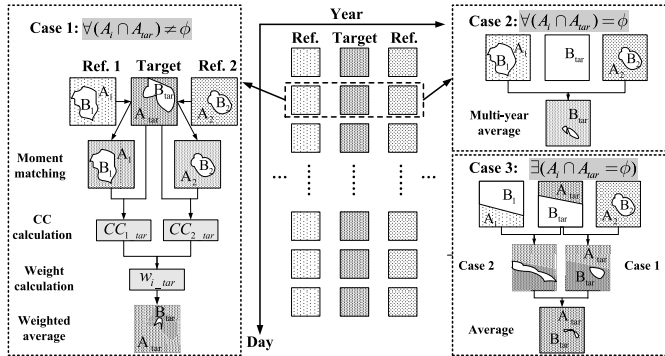 Case 1: ∀(A_i ∩ A_tar) ≠ ϕ
Ref. 1 Target Ref. 2
A_1 B_1
B_tar A_tar
B_2 A_2
Moment matching
A_1 B_1
B_2 A_2
CC calculation
CC_1_tar
CC_2_tar
Weight calculation
w_i_tar
Weighted average
B_tar
A_tar
Year
Ref. Target Ref.
Day
Case 2: ∀(A_i ∩ A_tar) = ϕ
A_1 B_1
B_tar
B_2 A_2
Multi-year average
B_tar
Case 3: ∃(A_i ∩ A_tar = ϕ)
B_1 A_1
A_tar B_tar
B_2 A_2
Case 2
A_tar
B_tar
Case 1
Average
A_tar
B_tar